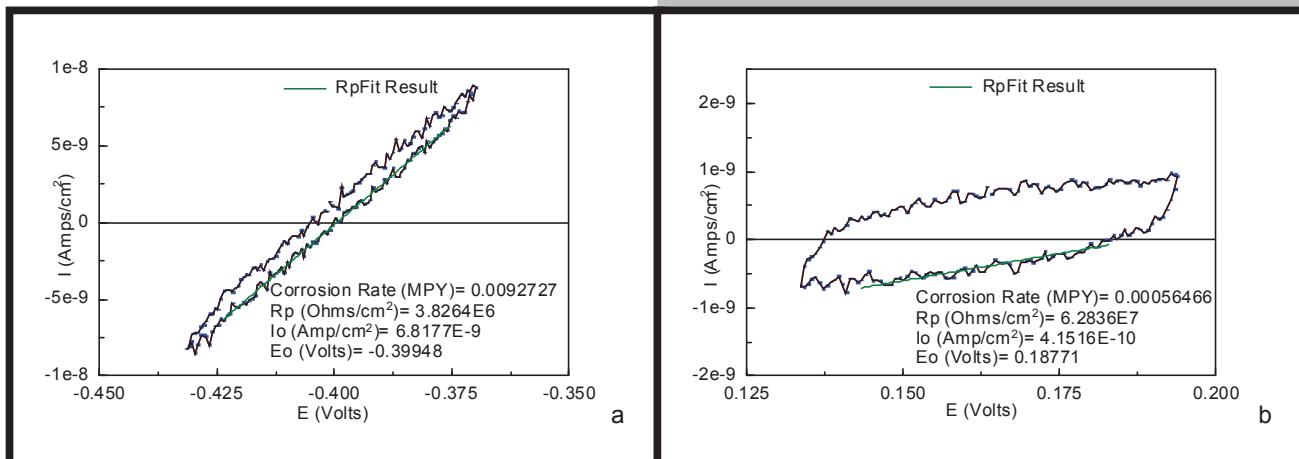 1e-8
5e-9
0
-5e-9
-1e-8
I (Amps/cm²)
RpFit Result
Corrosion Rate (MPY)= 0.0092727
Rp (Ohms/cm²)= 3.8264E6
Io (Amp/cm²)= 6.8177E-9
Eo (Volts)= -0.39948
-0.450 -0.425 -0.400 -0.375 -0.350
E (Volts)
a
2e-9
1e-9
0
-1e-9
-2e-9
I (Amps/cm²)
RpFit Result
Corrosion Rate (MPY)= 0.00056466
Rp (Ohms/cm²)= 6.2836E7
Io (Amp/cm²)= 4.1516E-10
Eo (Volts)= 0.18771
0.125 0.150 0.175 0.200
E (Volts)
b